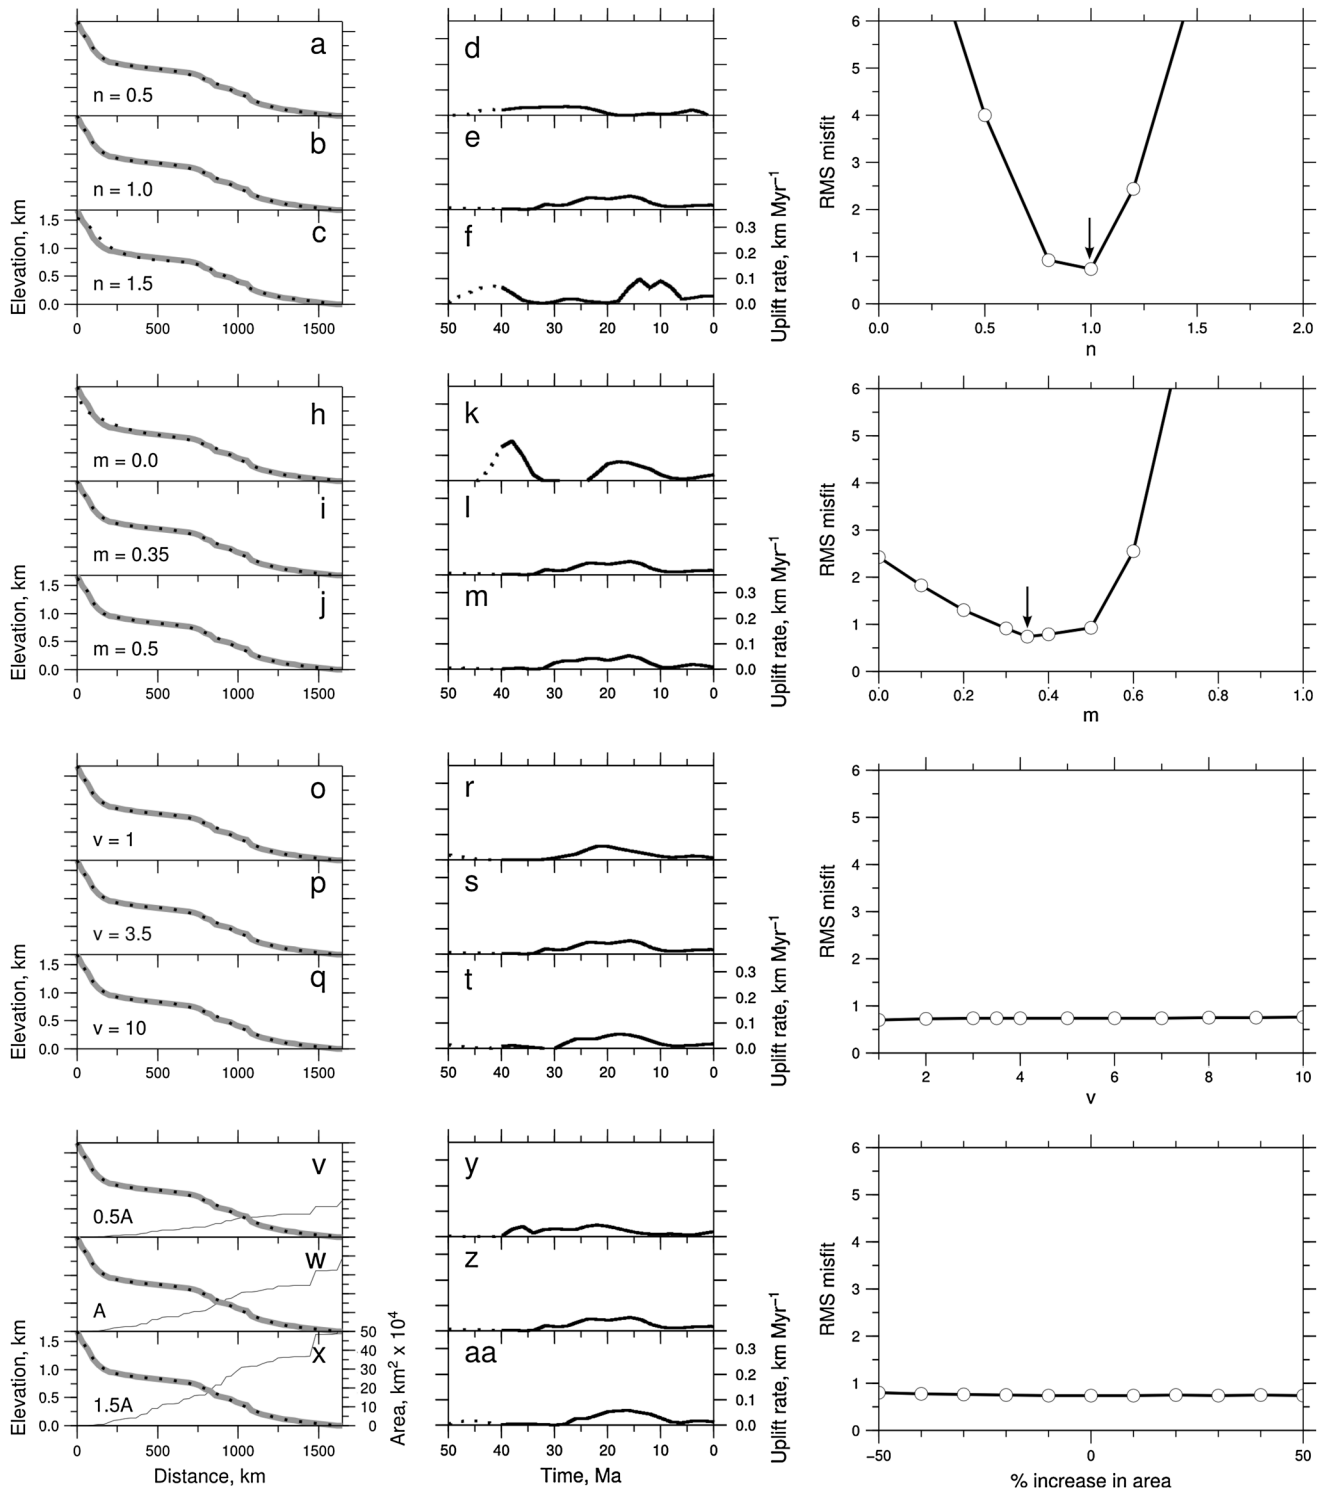 a
n = 0.5
b
n = 1.0
c
n = 1.5
Elevation, km
1.5
1.0
0.5
0.0
0 500 1000 1500
d
e
f
0.3
0.2
0.1
0.0
Uplift rate, km Myr⁻¹
50 40 30 20 10 0
RMS misfit
6
5
4
3
2
1
0
0.0 0.5 1.0 1.5 2.0
n
h
m = 0.0
i
m = 0.35
j
m = 0.5
Elevation, km
1.5
1.0
0.5
0.0
0 500 1000 1500
k
l
m
0.3
0.2
0.1
0.0
Uplift rate, km Myr⁻¹
50 40 30 20 10 0
RMS misfit
6
5
4
3
2
1
0
0.0 0.2 0.4 0.6 0.8 1.0
m
o
v = 1
p
v = 3.5
q
v = 10
Elevation, km
1.5
1.0
0.5
0.0
0 500 1000 1500
r
s
t
0.3
0.2
0.1
0.0
Uplift rate, km Myr⁻¹
50 40 30 20 10 0
RMS misfit
6
5
4
3
2
1
0
2 4 6 8 10
v
v
0.5A
w
A
x
1.5A
Elevation, km
1.5
1.0
0.5
0.0
0 500 1000 1500
Distance, km
50
40
30
20
10
0
Area, km² x 10⁴
y
z
aa
0.3
0.2
0.1
0.0
Uplift rate, km Myr⁻¹
50 40 30 20 10 0
Time, Ma
RMS misfit
6
5
4
3
2
1
0
−50 0 50
% increase in area